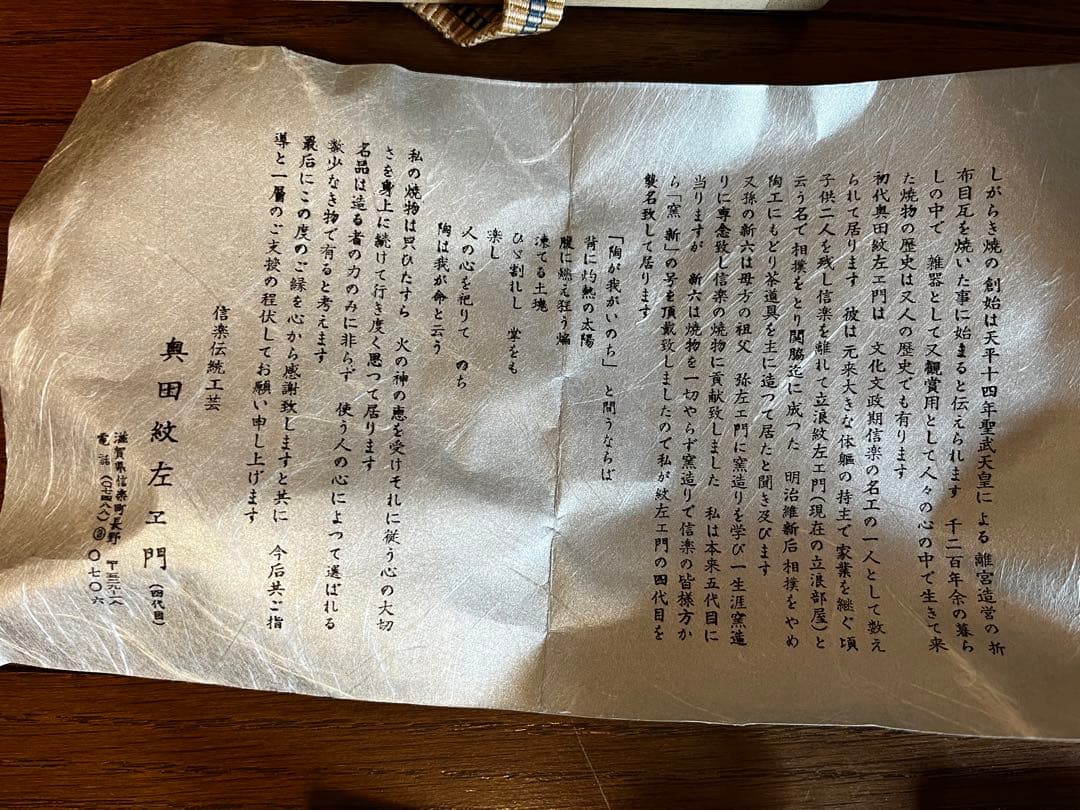 しがらき焼の創始は天平十四年聖武天皇による 離宮造営の折
布目瓦を焼いた事に始まると伝えられます 千二百年余の暮ら
しの中で 雑器として又観賞用として人々の心の中で生きて来
た焼物の歴史は又人の歴史でも有ります
初代奥田紋左エ門は 文化文政期信楽の名工の一人として数え
られて居ります 彼は元来大きな体軀の持主で家業を継ぐ頃
子供二人を残し信楽を離れて立浪紋左エ門(現在の立浪部屋)と
云う名で相撲をとり関脇迄に成った 明治維新后相撲をやめ
陶工にもどり茶道具を主に造つて居たと聞き及びます
又孫の新六は母方の祖父 弥左エ門に窯造りを学び一生涯窯造
りに専念致し信楽の焼物に貢献致しました 私は本来五代目に
当りますが 新六は焼物を一切やらず窯造りで信楽の皆様方か
ら「窯新」の号を頂戴致しましたので私が紋左エ門の四代目を
襲名致して居ります
「陶が我がいのち」 と問うならば
背に灼熱の太陽
腹に燃え狂う焔
凍てる土塊
ひび割れし 掌をも
楽し
人の心を祀りて のち
陶は我が命と云う
私の焼物は只ひたすら 火の神の恵を受けそれに従う心の大切
さを身上に続けて行き度く思つて居ります
名品は造る者の力のみに非らず 使う人の心によつて選ばれる
数少なき物で有ると考えます
最后にこの度のご縁を心から感謝致しますと共に 今后共ご指
導と一層のご支援の程伏してお願い申し上げます
信楽伝統工芸
奥田紋左エ門(四代目)
滋賀県信楽町長野 〒五二九-一八
電話(〇七四八八)②〇七〇六